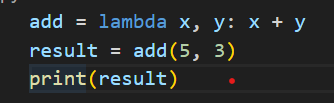 add = lambda x, y: x + y
result = add(5, 3)
print(result)